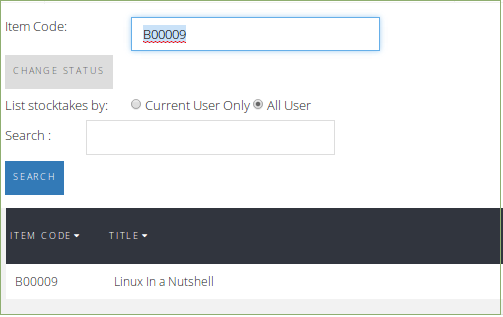 Item Code:
B00009
CHANGE STATUS
List stocktakes by: Current User Only All User
Search :
SEARCH
ITEM CODE TITLE
B00009 Linux In a Nutshell